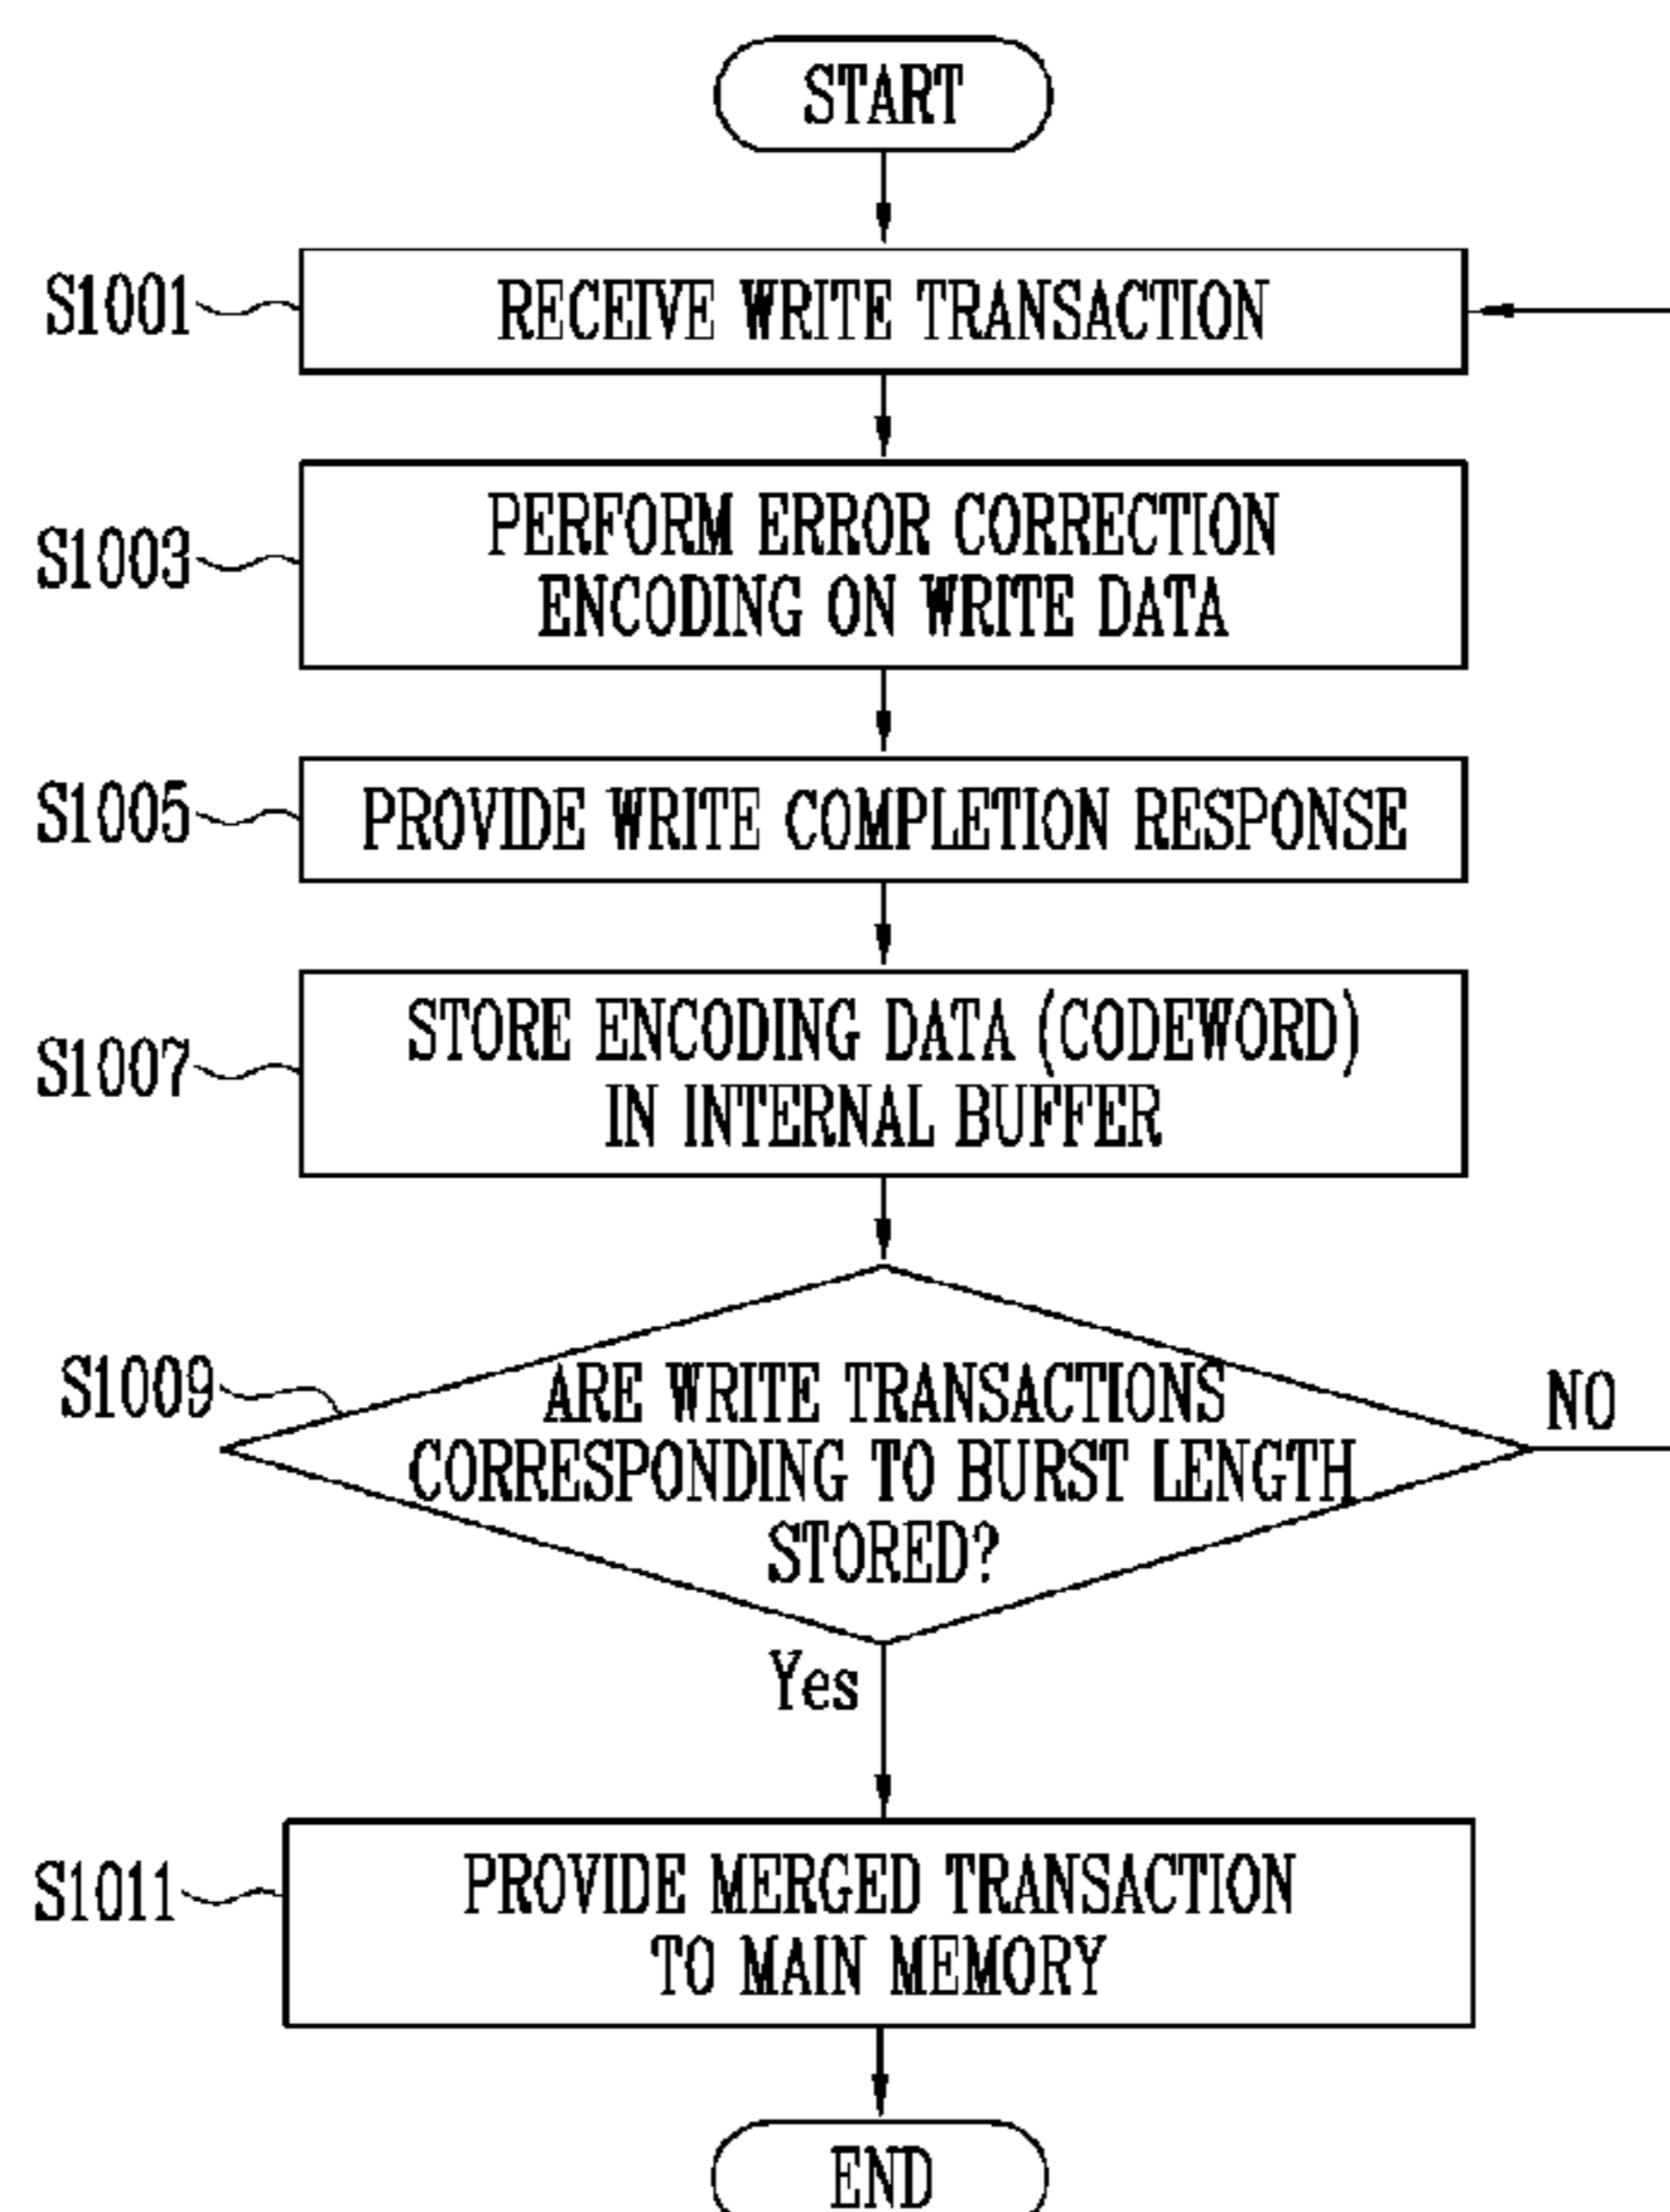 START
S1001
RECEIVE WRITE TRANSACTION
S1003
PERFORM ERROR CORRECTION
ENCODING ON WRITE DATA
S1005
PROVIDE WRITE COMPLETION RESPONSE
S1007
STORE ENCODING DATA (CODEWORD)
IN INTERNAL BUFFER
S1009
ARE WRITE TRANSACTIONS
CORRESPONDING TO BURST LENGTH
STORED?
NO
Yes
S1011
PROVIDE MERGED TRANSACTION
TO MAIN MEMORY
END